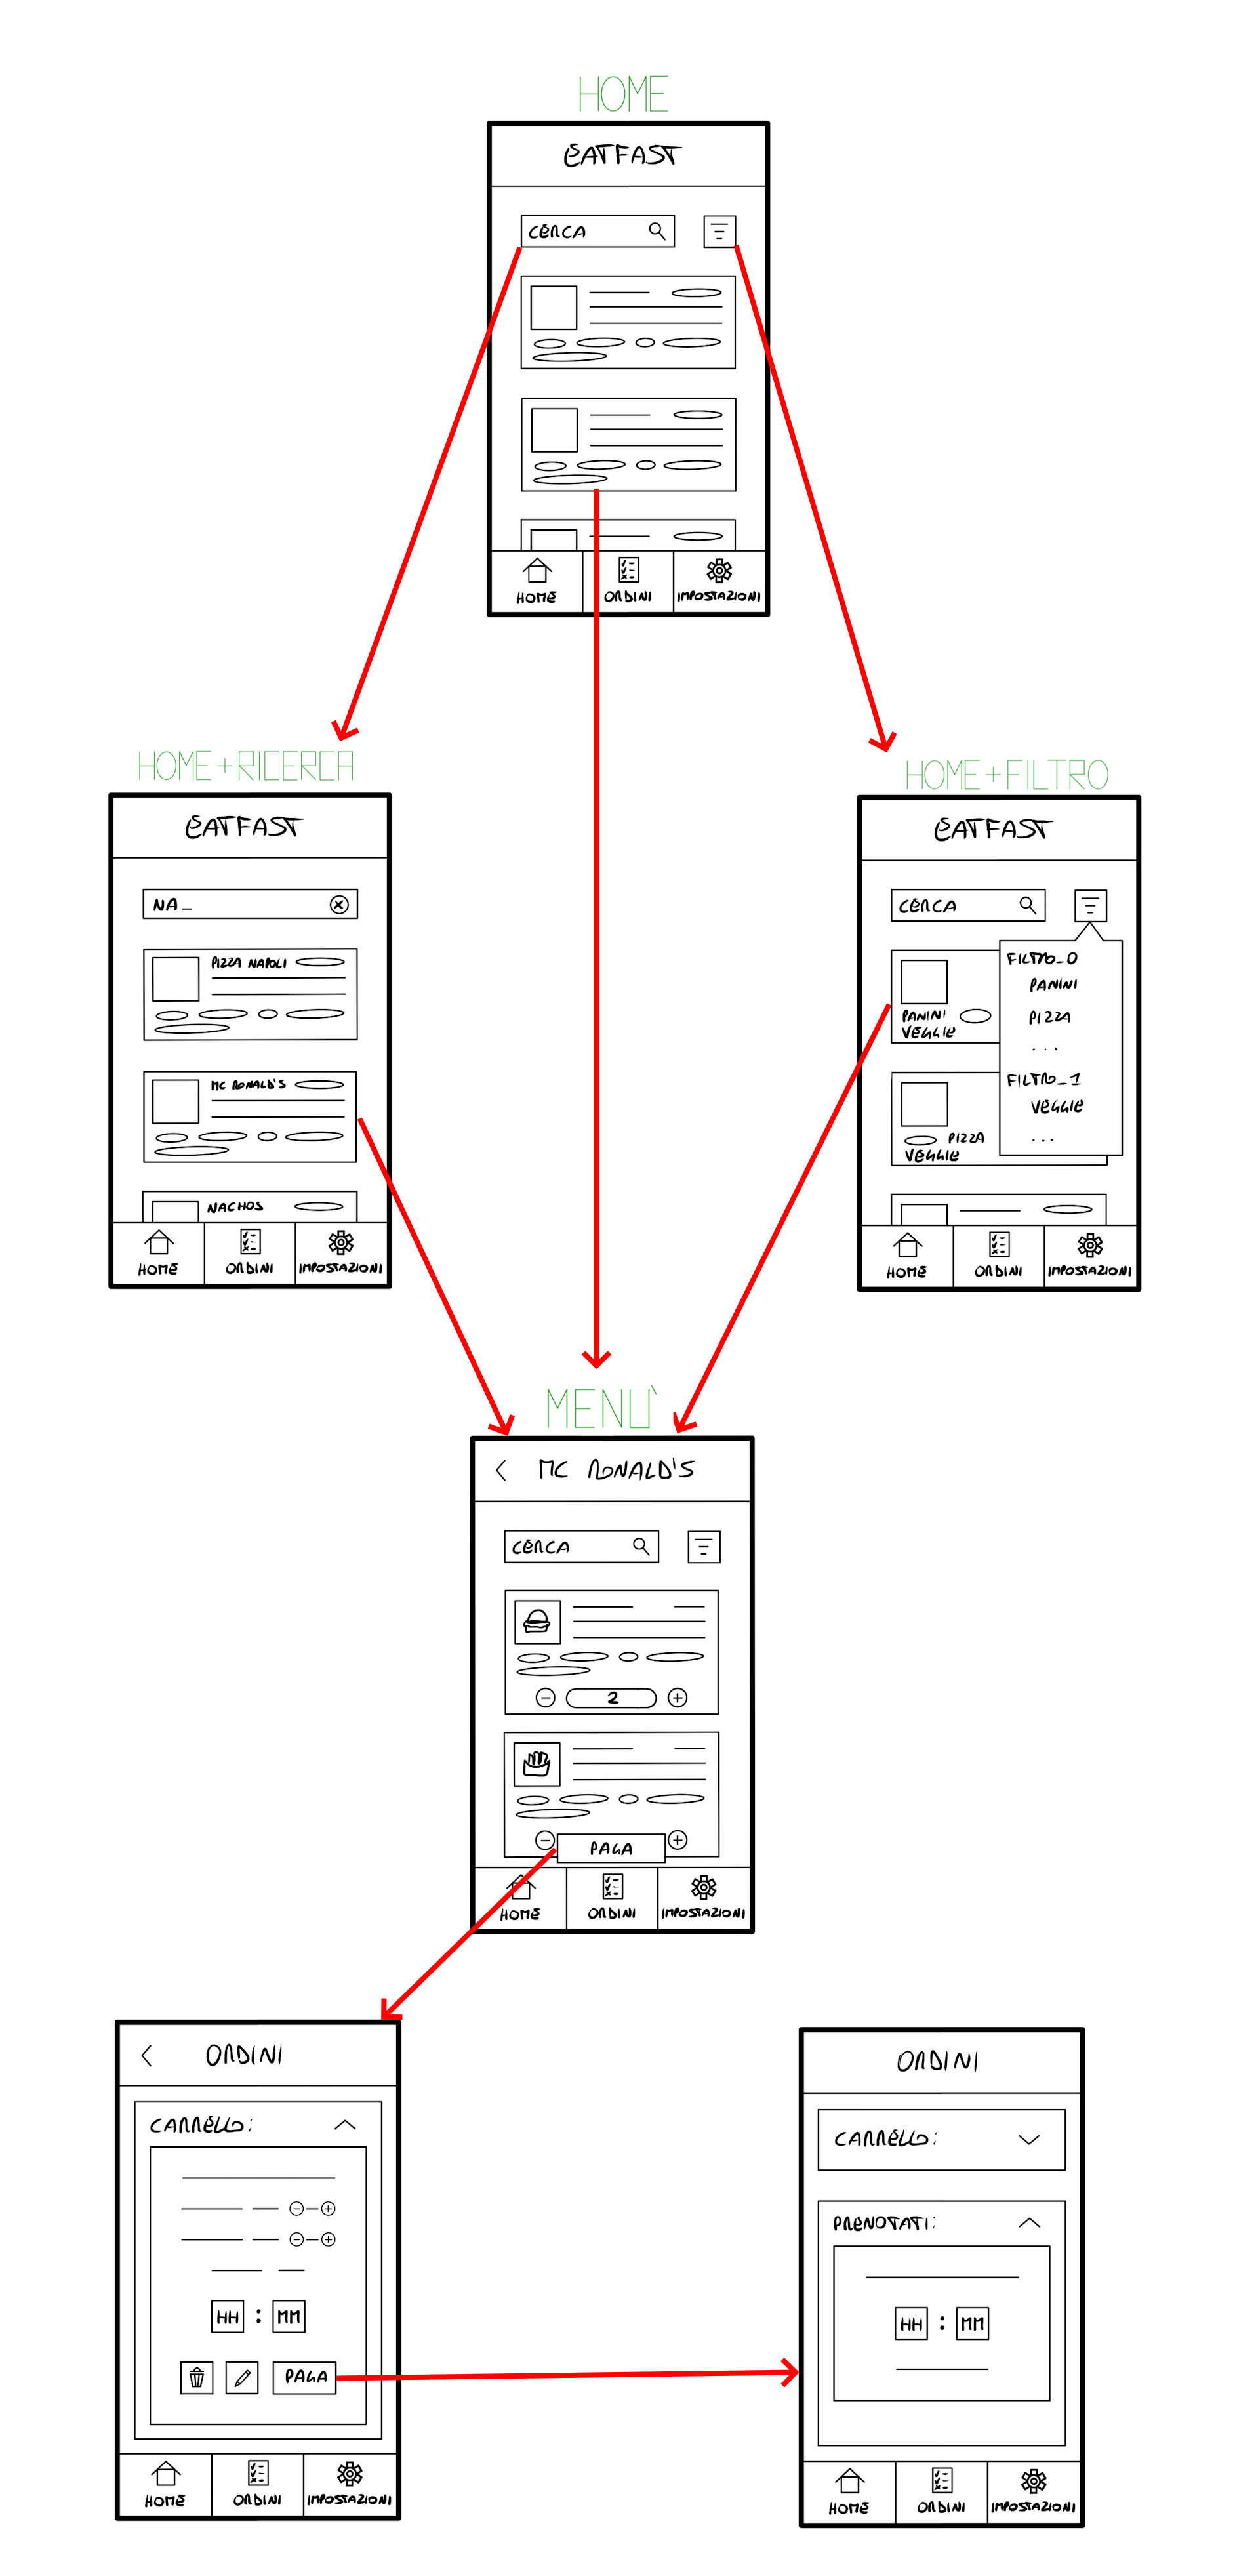 HOME
EATFAST
CERCA
HOME ORDINI IMPOSTAZIONI
HOME+RICERCA
EATFAST
NA_
PIZZA NAPOLI
MC RONALD'S
NACHOS
HOME ORDINI IMPOSTAZIONI
HOME+FILTRO
EATFAST
CERCA
FILTRO_0
PANINI
PIZZA
...
FILTRO_1
VEGGIE
...
PANINI
VEGGIE
PIZZA
VEGGIE
HOME ORDINI IMPOSTAZIONI
MENU`
< MC RONALD'S
CERCA
2
PAGA
HOME ORDINI IMPOSTAZIONI
< ORDINI
CARRELLO:
HH : MM
PAGA
HOME ORDINI IMPOSTAZIONI
ORDINI
CARRELLO:
PRENOTATI:
HH : MM
HOME ORDINI IMPOSTAZIONI